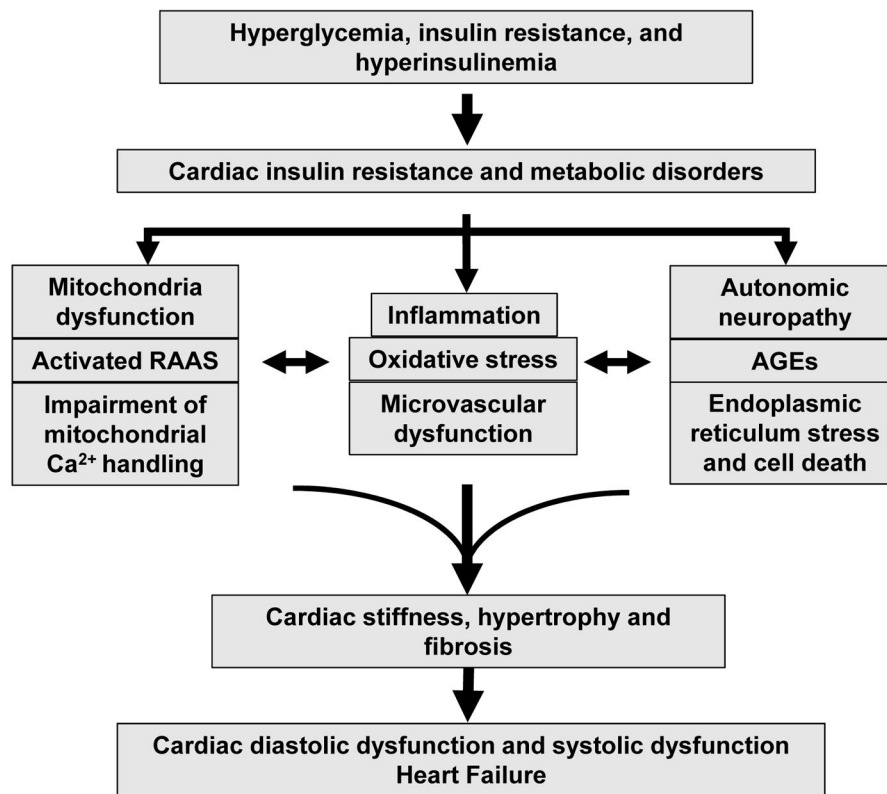 Hyperglycemia, insulin resistance, and
hyperinsulinemia
Cardiac insulin resistance and metabolic disorders
Mitochondria
dysfunction
Activated RAAS
Impairment of
mitochondrial
Ca²⁺ handling
Inflammation
Oxidative stress
Microvascular
dysfunction
Autonomic
neuropathy
AGEs
Endoplasmic
reticulum stress
and cell death
Cardiac stiffness, hypertrophy and
fibrosis
Cardiac diastolic dysfunction and systolic dysfunction
Heart Failure